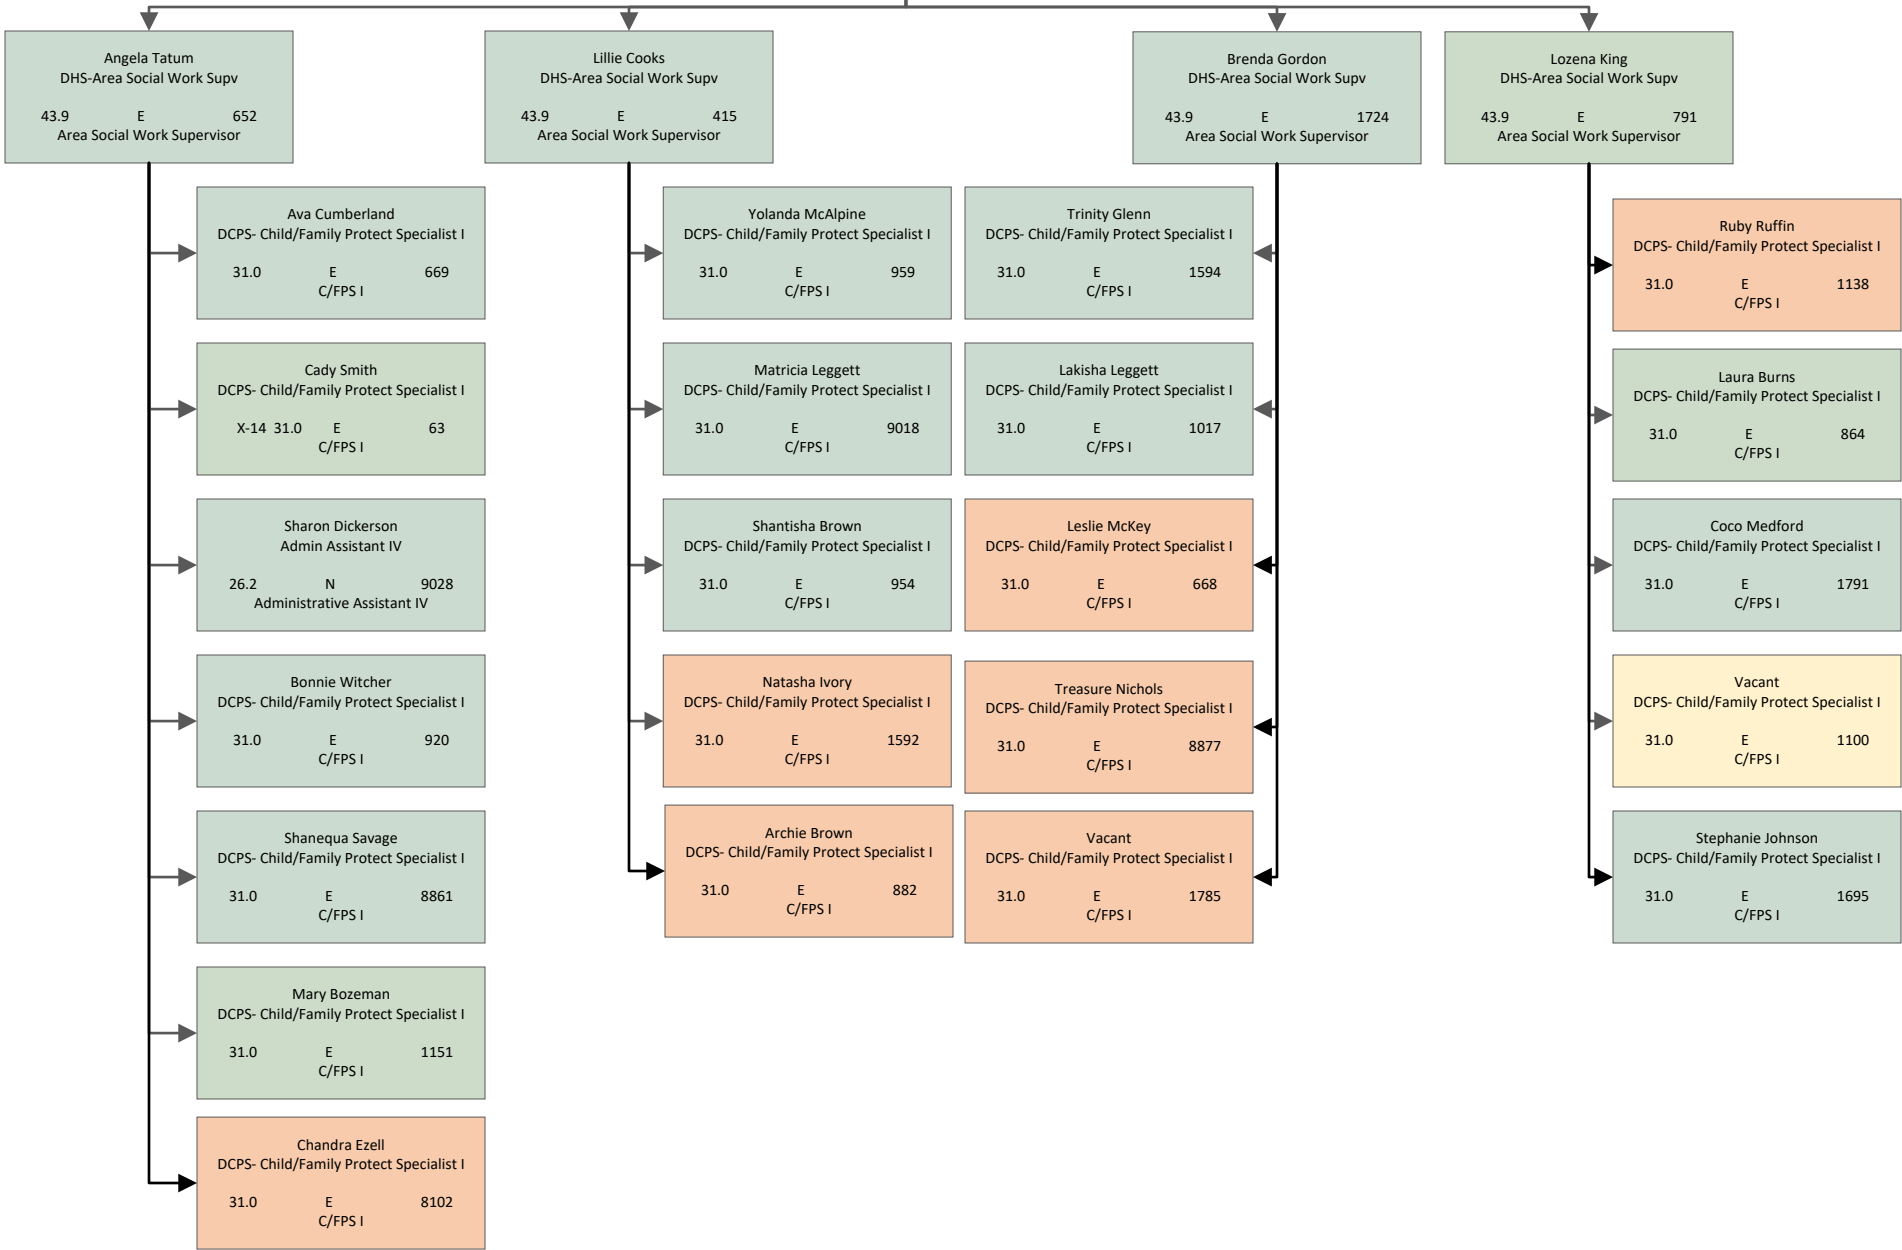 Angela Tatum
DHS-Area Social Work Supv
43.9 E 652
Area Social Work Supervisor
Lillie Cooks
DHS-Area Social Work Supv
43.9 E 415
Area Social Work Supervisor
Brenda Gordon
DHS-Area Social Work Supv
43.9 E 1724
Area Social Work Supervisor
Lozena King
DHS-Area Social Work Supv
43.9 E 791
Area Social Work Supervisor
Ava Cumberland
DCPS- Child/Family Protect Specialist I
31.0 E 669
C/FPS I
Cady Smith
DCPS- Child/Family Protect Specialist I
X-14 31.0 E 63
C/FPS I
Sharon Dickerson
Admin Assistant IV
26.2 N 9028
Administrative Assistant IV
Bonnie Witcher
DCPS- Child/Family Protect Specialist I
31.0 E 920
C/FPS I
Shanequa Savage
DCPS- Child/Family Protect Specialist I
31.0 E 8861
C/FPS I
Mary Bozeman
DCPS- Child/Family Protect Specialist I
31.0 E 1151
C/FPS I
Chandra Ezell
DCPS- Child/Family Protect Specialist I
31.0 E 8102
C/FPS I
Yolanda McAlpine
DCPS- Child/Family Protect Specialist I
31.0 E 959
C/FPS I
Matricia Leggett
DCPS- Child/Family Protect Specialist I
31.0 E 9018
C/FPS I
Shantisha Brown
DCPS- Child/Family Protect Specialist I
31.0 E 954
C/FPS I
Natasha Ivory
DCPS- Child/Family Protect Specialist I
31.0 E 1592
C/FPS I
Archie Brown
DCPS- Child/Family Protect Specialist I
31.0 E 882
C/FPS I
Trinity Glenn
DCPS- Child/Family Protect Specialist I
31.0 E 1594
C/FPS I
Lakisha Leggett
DCPS- Child/Family Protect Specialist I
31.0 E 1017
C/FPS I
Leslie McKey
DCPS- Child/Family Protect Specialist I
31.0 E 668
C/FPS I
Treasure Nichols
DCPS- Child/Family Protect Specialist I
31.0 E 8877
C/FPS I
Vacant
DCPS- Child/Family Protect Specialist I
31.0 E 1785
C/FPS I
Ruby Ruffin
DCPS- Child/Family Protect Specialist I
31.0 E 1138
C/FPS I
Laura Burns
DCPS- Child/Family Protect Specialist I
31.0 E 864
C/FPS I
Coco Medford
DCPS- Child/Family Protect Specialist I
31.0 E 1791
C/FPS I
Vacant
DCPS- Child/Family Protect Specialist I
31.0 E 1100
C/FPS I
Stephanie Johnson
DCPS- Child/Family Protect Specialist I
31.0 E 1695
C/FPS I